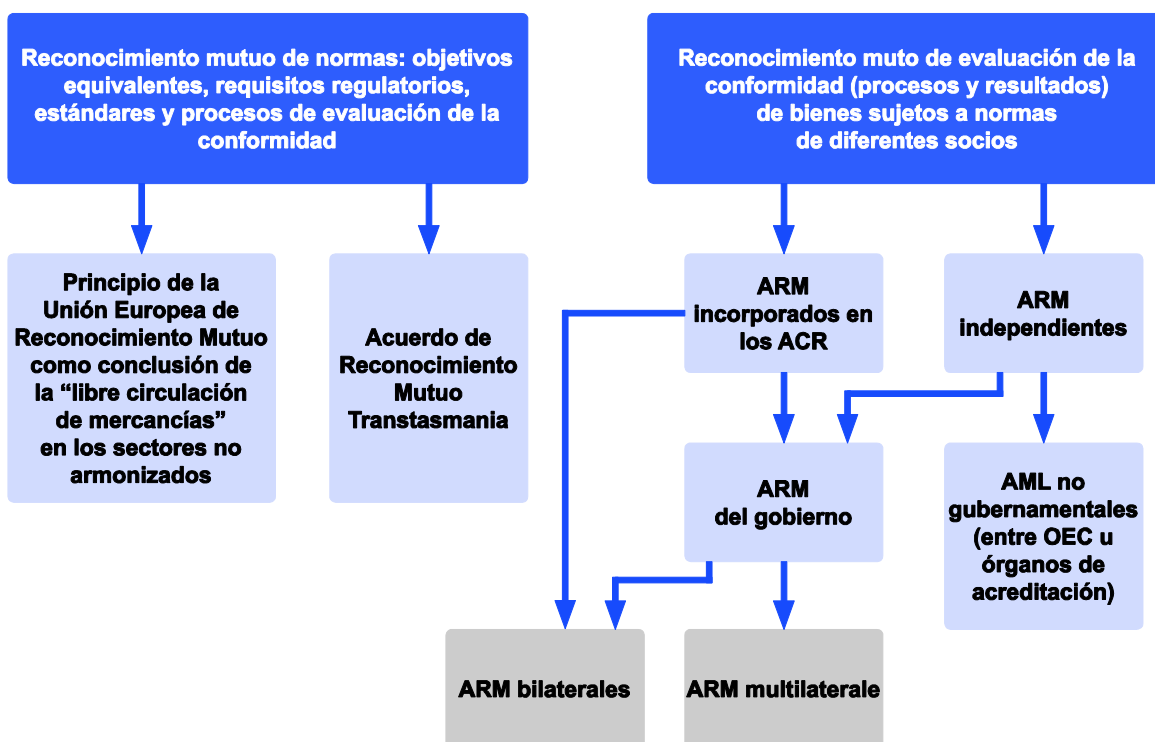 Reconocimiento mutuo de normas: objetivos
equivalentes, requisitos regulatorios,
estándares y procesos de evaluación de la
conformidad
Reconocimiento muto de evaluación de la
conformidad (procesos y resultados)
de bienes sujetos a normas
de diferentes socios
Principio de la
Unión Europea de
Reconocimiento Mutuo
como conclusión de
la “libre circulación
de mercancías”
en los sectores no
armonizados
Acuerdo de
Reconocimiento
Mutuo
Transtasmania
ARM
incorporados en
los ACR
ARM
independientes
ARM
del gobierno
AML no
gubernamentales
(entre OEC u
órganos de
acreditación)
ARM bilaterales
ARM multilaterale